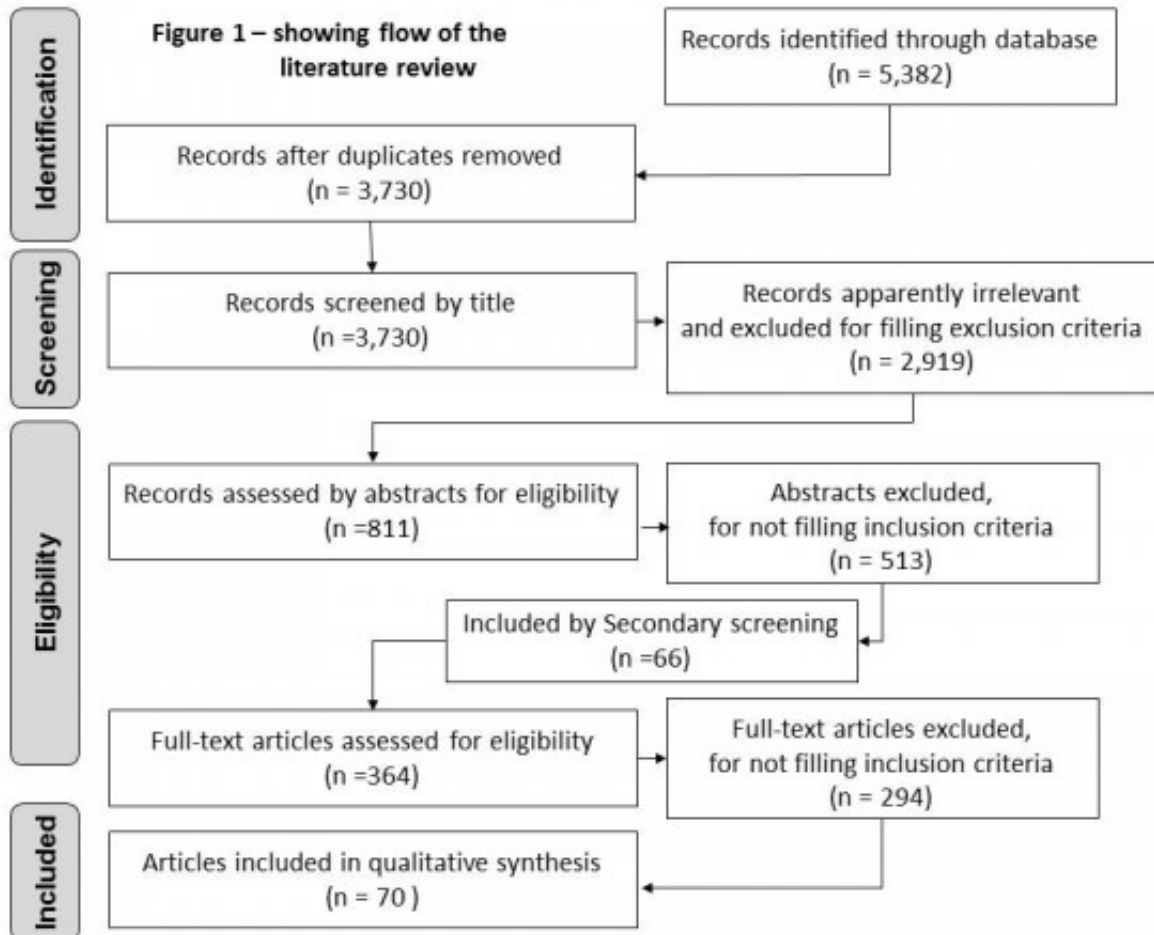 Figure 1 – showing flow of the
literature review
Identification
Records identified through database
(n = 5,382)
Records after duplicates removed
(n = 3,730)
Screening
Records screened by title
(n =3,730)
Records apparently irrelevant
and excluded for filling exclusion criteria
(n = 2,919)
Eligibility
Records assessed by abstracts for eligibility
(n =811)
Abstracts excluded,
for not filling inclusion criteria
(n = 513)
Included by Secondary screening
(n =66)
Full-text articles assessed for eligibility
(n =364)
Full-text articles excluded,
for not filling inclusion criteria
(n = 294)
Included
Articles included in qualitative synthesis
(n = 70 )